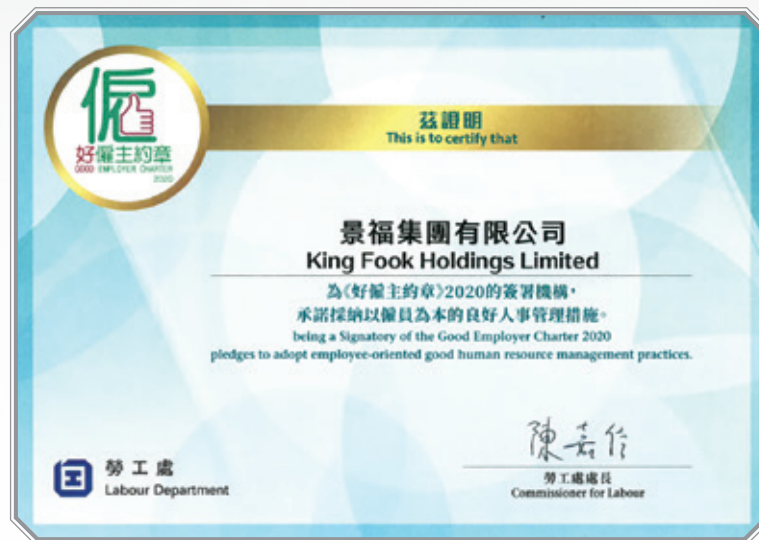 僱
好僱主約章
GOOD EMPLOYER CHARTER
2020
茲證明
This is to certify that
景福集團有限公司
King Fook Holdings Limited
為《好僱主約章》2020的簽署機構，
承諾採納以僱員為本的良好人事管理措施。
being a Signatory of the Good Employer Charter 2020
pledges to adopt employee-oriented good human resource management practices.
陳嘉信
勞工處處長
Commissioner for Labour
勞工處
Labour Department